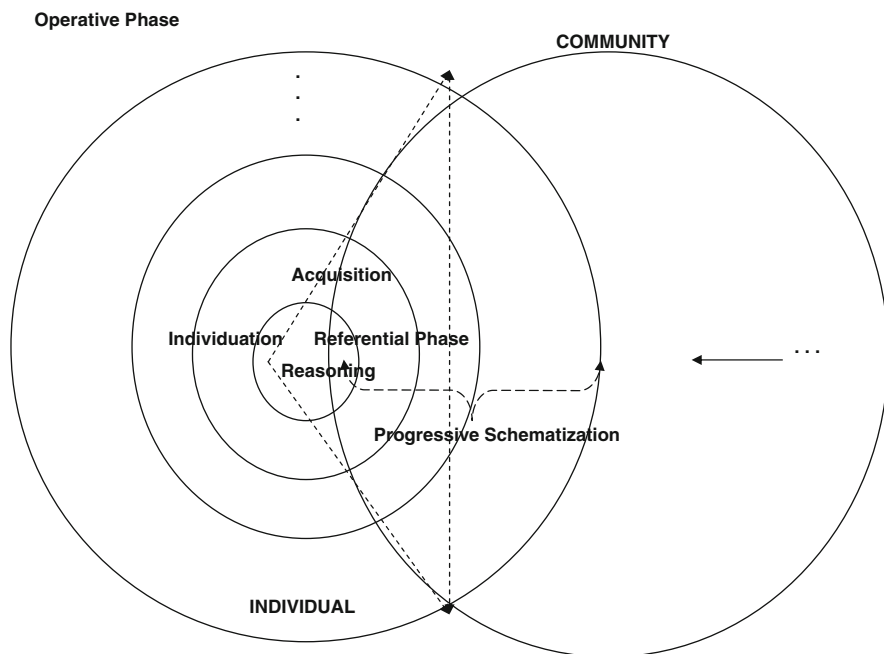 Operative Phase
COMMUNITY
.
.
.
Acquisition
Individuation
Referential Phase
. . .
Reasoning
Progressive Schematization
INDIVIDUAL